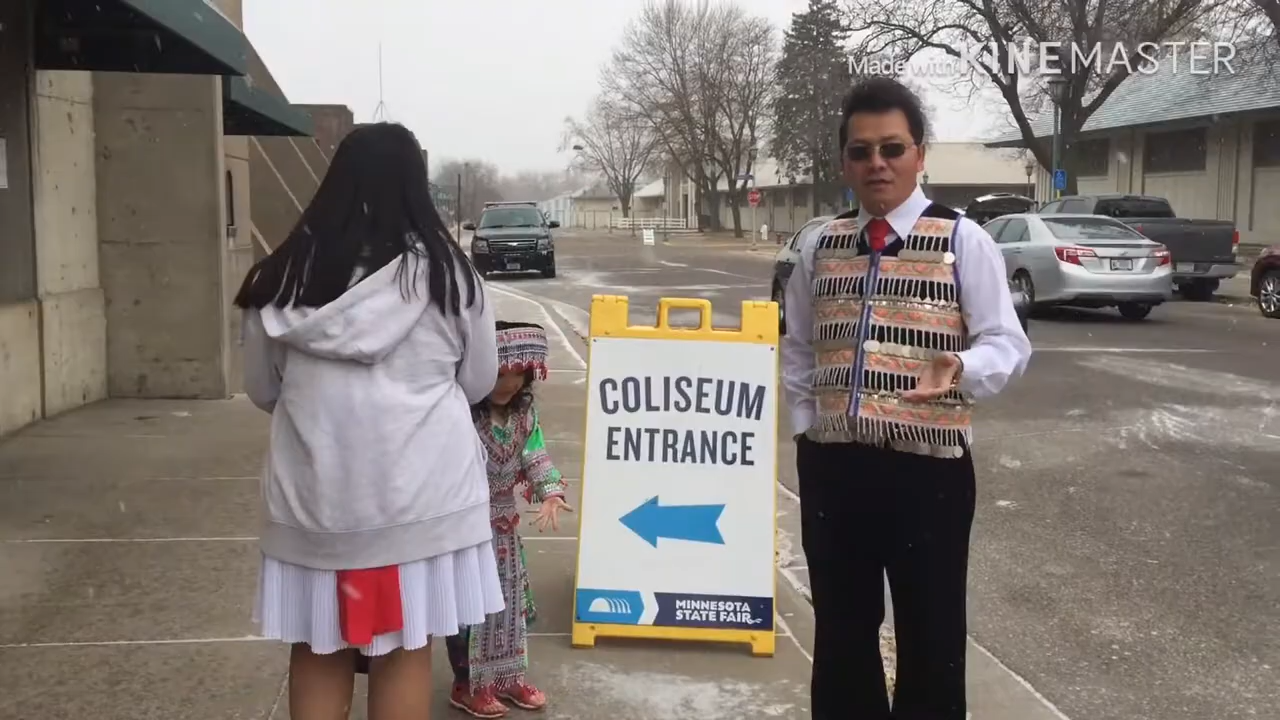 Made with KINEMASTER
COLISEUM
ENTRANCE
MINNESOTA
STATE FAIR